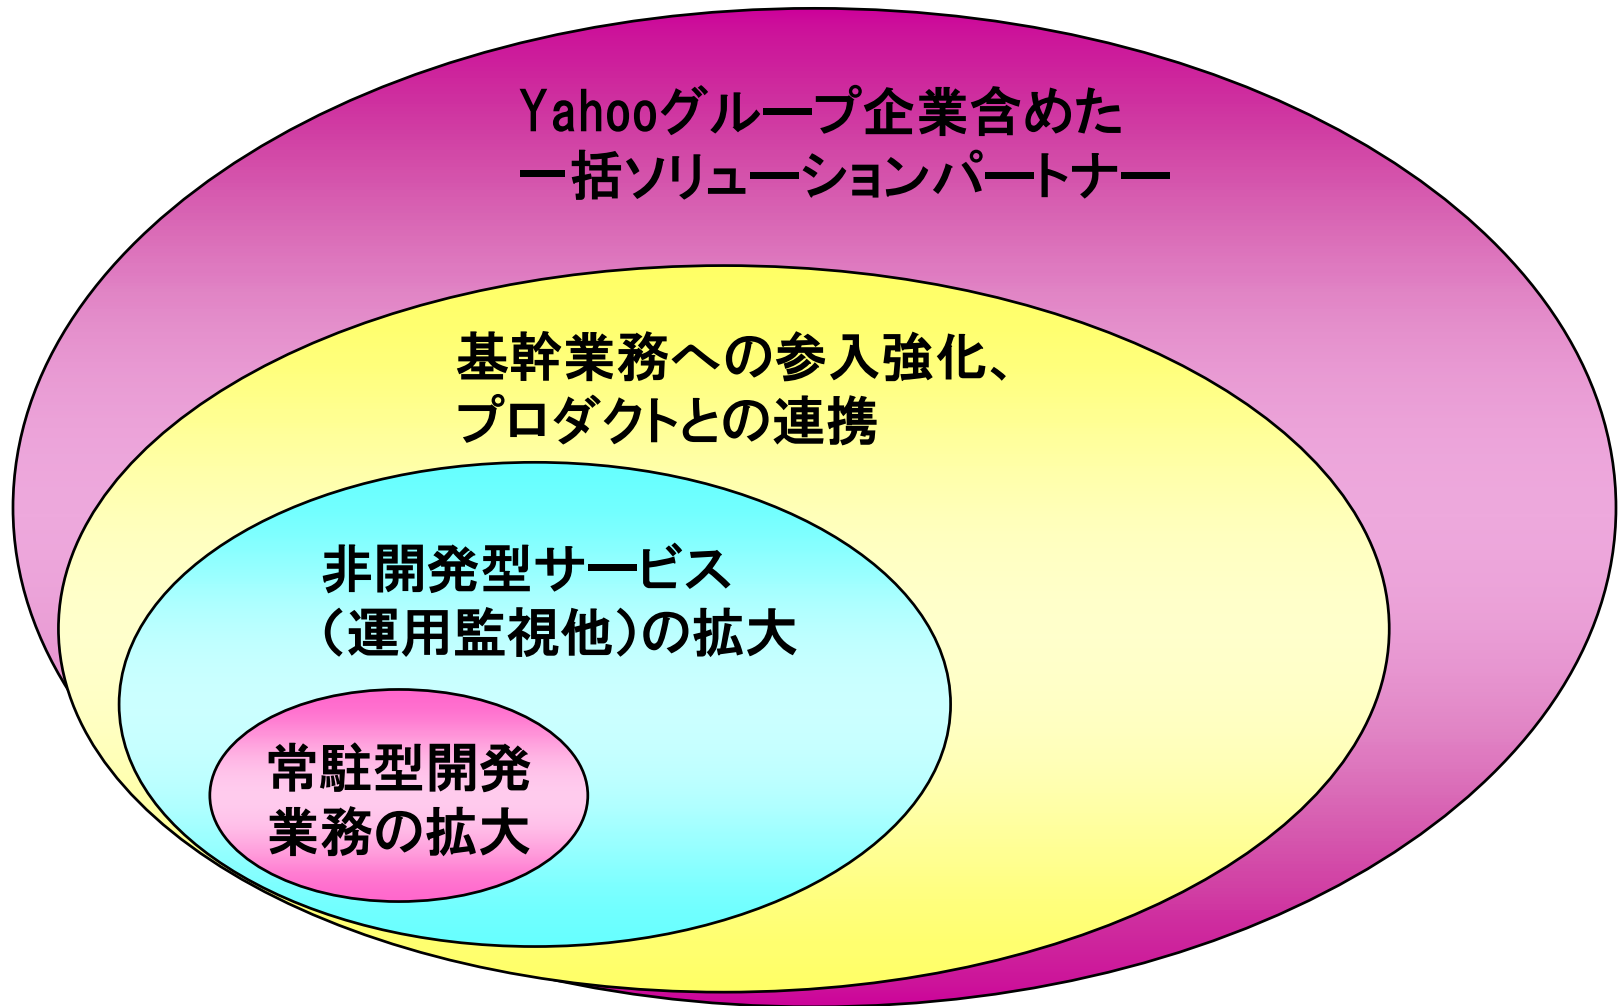 Yahooグループ企業含めた
一括ソリューションパートナー
基幹業務への参入強化、
プロダクトとの連携
非開発型サービス
（運用監視他）の拡大
常駐型開発
業務の拡大